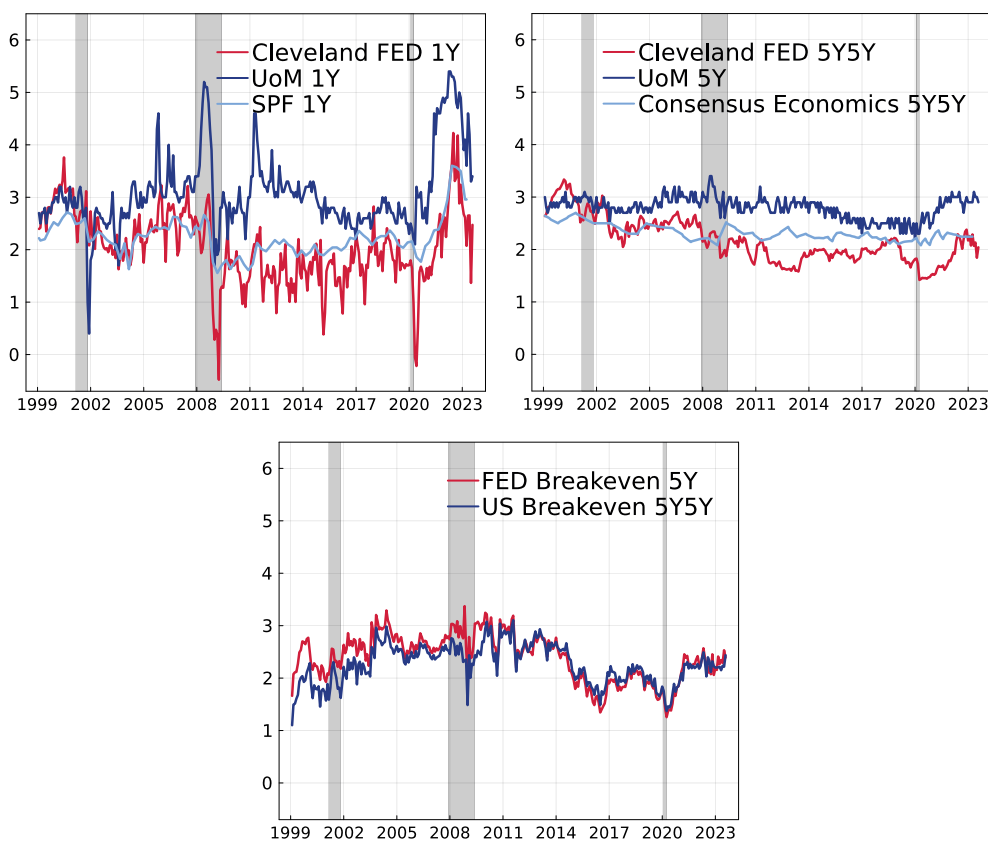 6
5
4
3
2
1
0
Cleveland FED 1Y
UoM 1Y
SPF 1Y
1999 2002 2005 2008 2011 2014 2017 2020 2023
6
5
4
3
2
1
0
Cleveland FED 5Y5Y
UoM 5Y
Consensus Economics 5Y5Y
1999 2002 2005 2008 2011 2014 2017 2020 2023
6
5
4
3
2
1
0
FED Breakeven 5Y
US Breakeven 5Y5Y
1999 2002 2005 2008 2011 2014 2017 2020 2023